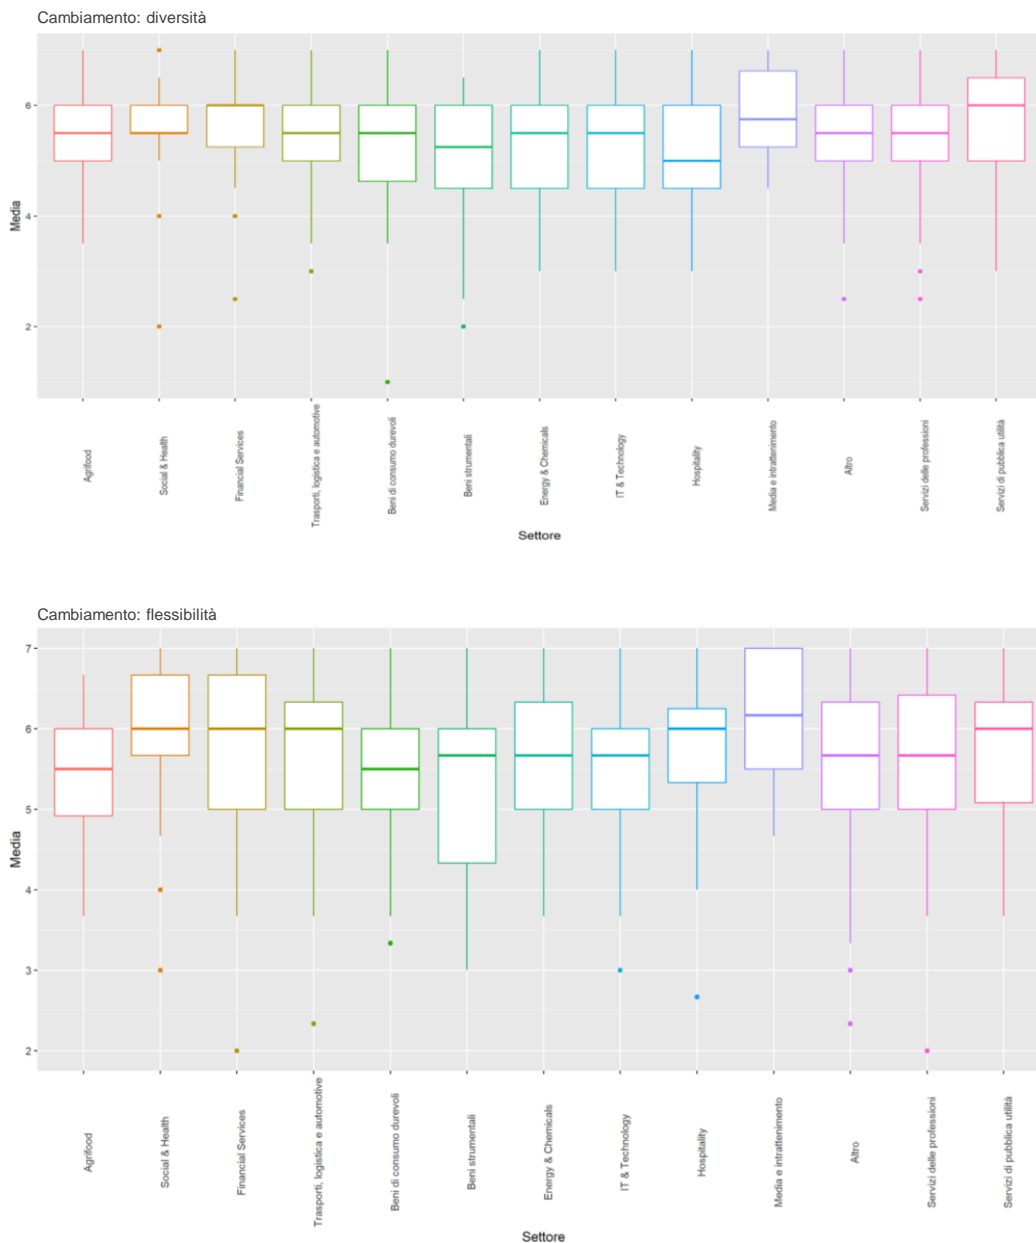 Cambiamento: diversità
6
4
2
Media
Agrifood
Social & Health
Financial Services
Trasporti, logistica e automotive
Beni di consumo durevoli
Beni strumentali
Energy & Chemicals
IT & Technology
Hospitality
Media e intrattenimento
Altro
Servizi delle professioni
Servizi di pubblica utilità
Settore
Cambiamento: flessibilità
7
6
5
4
3
2
Media
Agrifood
Social & Health
Financial Services
Trasporti, logistica e automotive
Beni di consumo durevoli
Beni strumentali
Energy & Chemicals
IT & Technology
Hospitality
Media e intrattenimento
Altro
Servizi delle professioni
Servizi di pubblica utilità
Settore